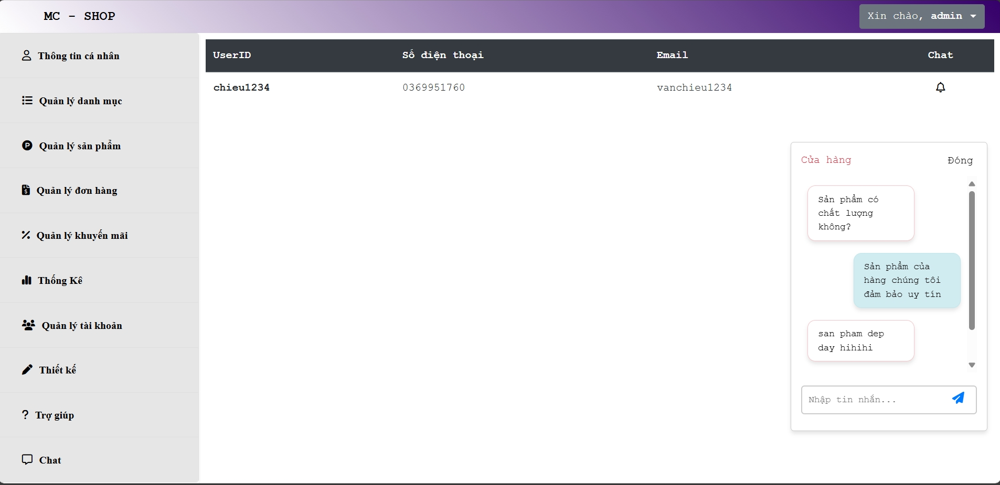 MC - SHOP
Xin chào, admin
Thông tin cá nhân
Quản lý danh mục
Quản lý sản phẩm
Quản lý đơn hàng
Quản lý khuyến mãi
Thống Kê
Quản lý tài khoản
Thiết kế
Trợ giúp
Chat
UserID Số điện thoại Email Chat
chieu1234 0369951760 vanchieu1234
Cửa hàng Đóng
Sản phẩm có
chất lượng
không?
Sản phẩm của
hàng chúng tôi
đảm bảo uy tín
san pham dep
day hihihi
Nhập tin nhắn...